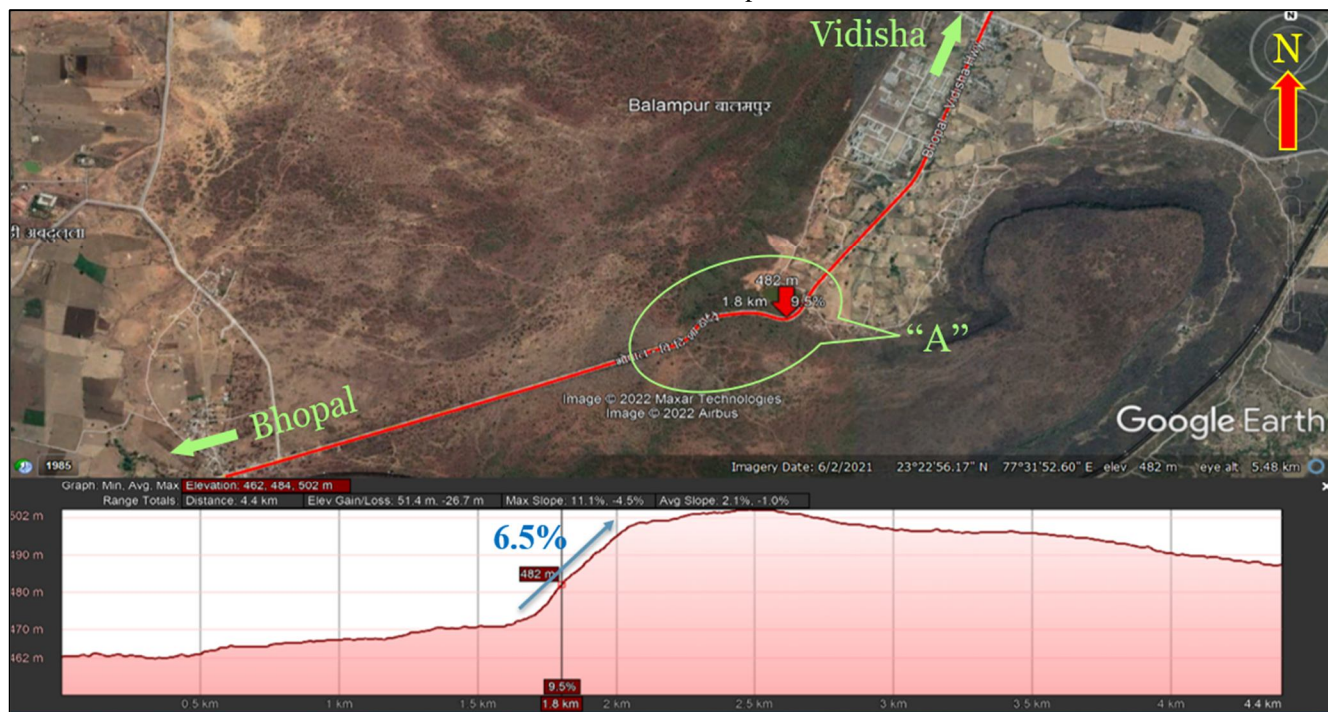 Vidisha
N
N
Balampur बालमपुर
Bhopal - Vidisha Hwy
482 m
1.8 km 9.5%
"A"
Bhopal
Image © 2022 Maxar Technologies
Image © 2022 Airbus
Google Earth
1985
Imagery Date: 6/2/2021 23°22'56.17" N 77°31'52.60" E elev 482 m eye alt 5.48 km
Graph: Min, Avg, Max Elevation: 462, 484, 502 m
Range Totals: Distance: 4.4 km Elev Gain/Loss: 51.4 m, -26.7 m Max Slope: 11.1%, -4.5% Avg Slope: 2.1%, -1.0%
502 m
6.5%
490 m
482 m
480 m
470 m
462 m
9.5%
0.5 km 1 km 1.5 km 1.8 km 2 km 2.5 km 3 km 3.5 km 4 km 4.4 km